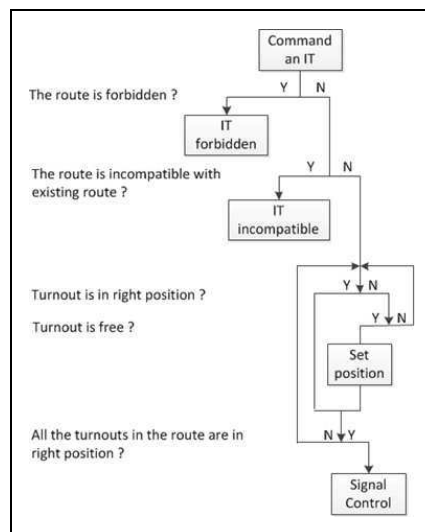 Command
an IT
Y N
The route is forbidden ?
IT
forbidden
The route is incompatible with
existing route ?
Y N
IT
incompatible
Turnout is in right position ?
Y N
Turnout is free ?
Y N
Set
position
All the turnouts in the route are in
right position ?
N Y
Signal
Control